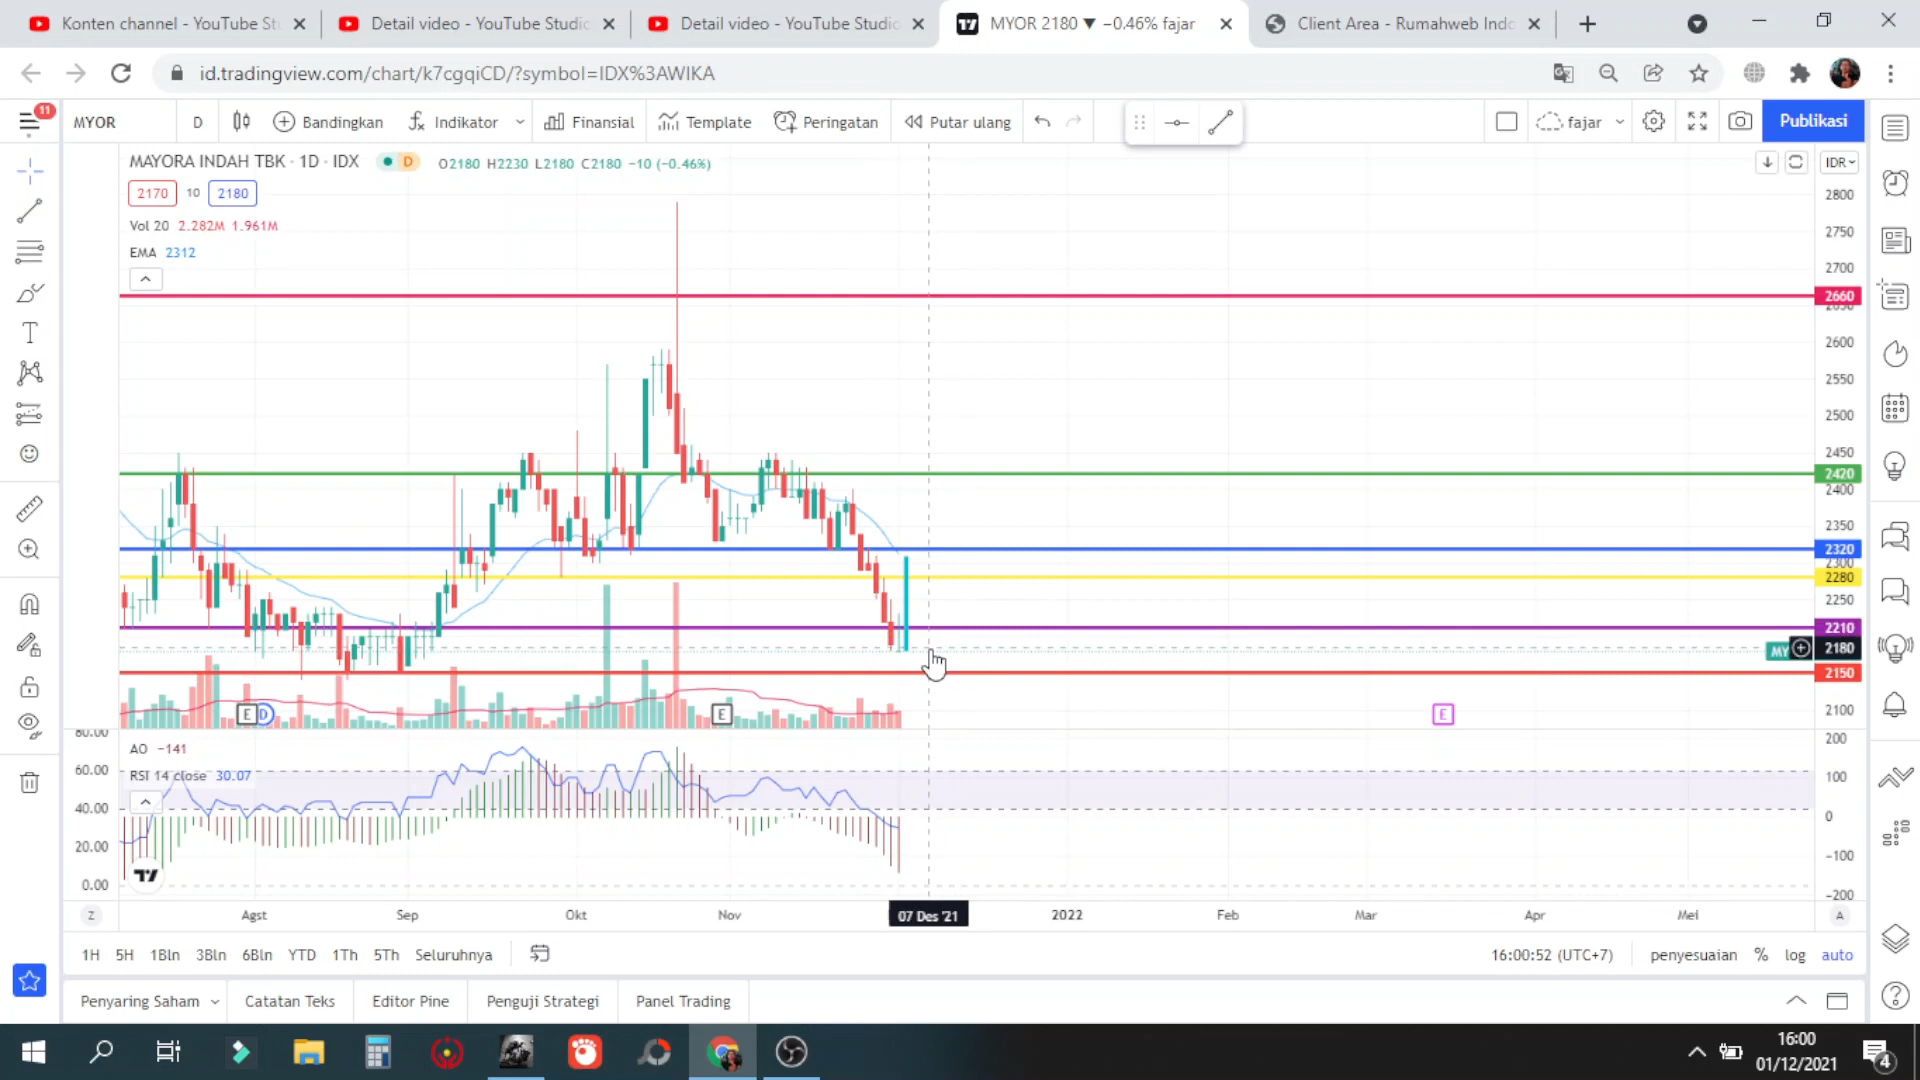 Konten channel - YouTube St
Detail video - YouTube Studio
Detail video - YouTube Studio
MYOR 2180 ▼ −0.46% fajar
Client Area - Rumahweb Indo
id.tradingview.com/chart/k7cgqiCD/?symbol=IDX%3AWIKA
11
MYOR
D
Bandingkan
Indikator
Finansial
Template
Peringatan
Putar ulang
fajar
Publikasi
MAYORA INDAH TBK · 1D · IDX
D
O2180 H2230 L2180 C2180 −10 (−0.46%)
IDR
2170
10
2180
Vol 20 2.282M 1.961M
EMA 2312
2800
2750
2700
2660
2600
2550
2500
2450
2420
2400
2350
2320
2300
2280
2250
2210
MY
2180
2150
2100
E
D
E
E
AO −141
RSI 14 close 30.07
80.00
60.00
40.00
20.00
0.00
200
100
0
−100
−200
Z
Agst
Sep
Okt
Nov
07 Des '21
2022
Feb
Mar
Apr
Mei
A
1H
5H
1Bln
3Bln
6Bln
YTD
1Th
5Th
Seluruhnya
16:00:52 (UTC+7)
penyesuaian
%
log
auto
Penyaring Saham
Catatan Teks
Editor Pine
Penguji Strategi
Panel Trading
16:00
01/12/2021
4